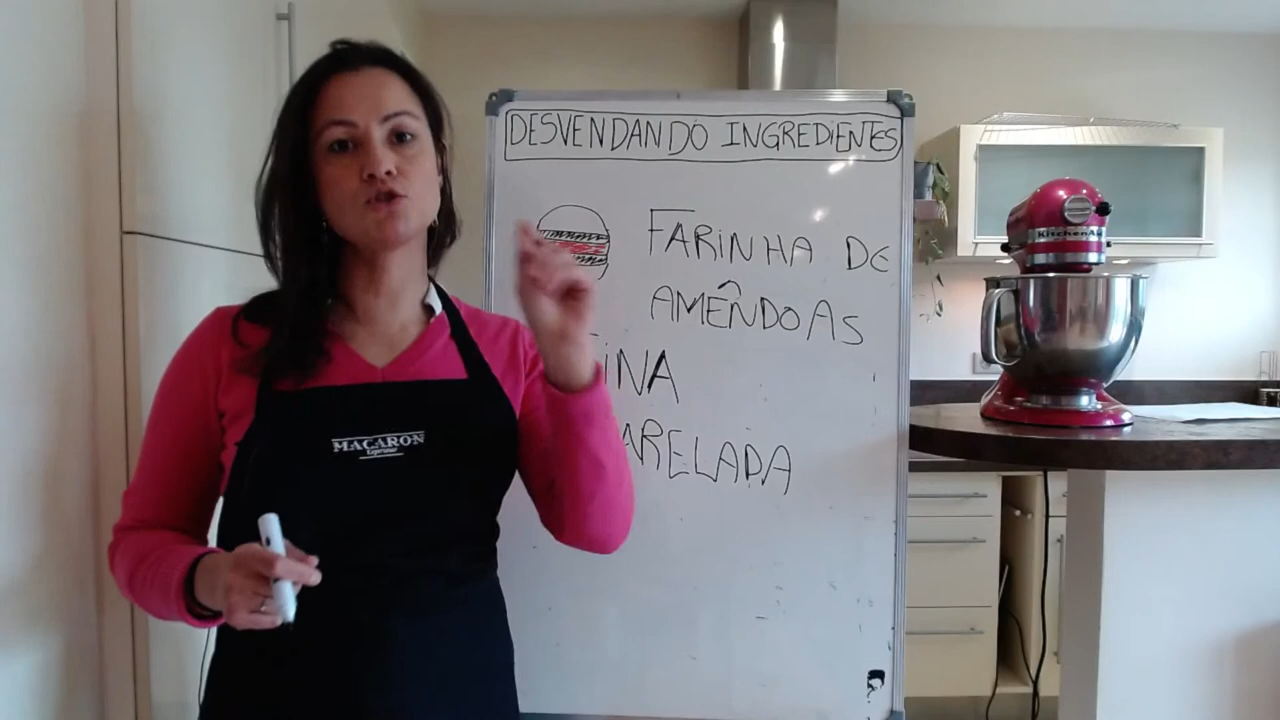 DESVENDANDO INGREDIENTES
FARINHA DE
AMÊNDOAS
INA
ARELADA
MACARON
KitchenAid